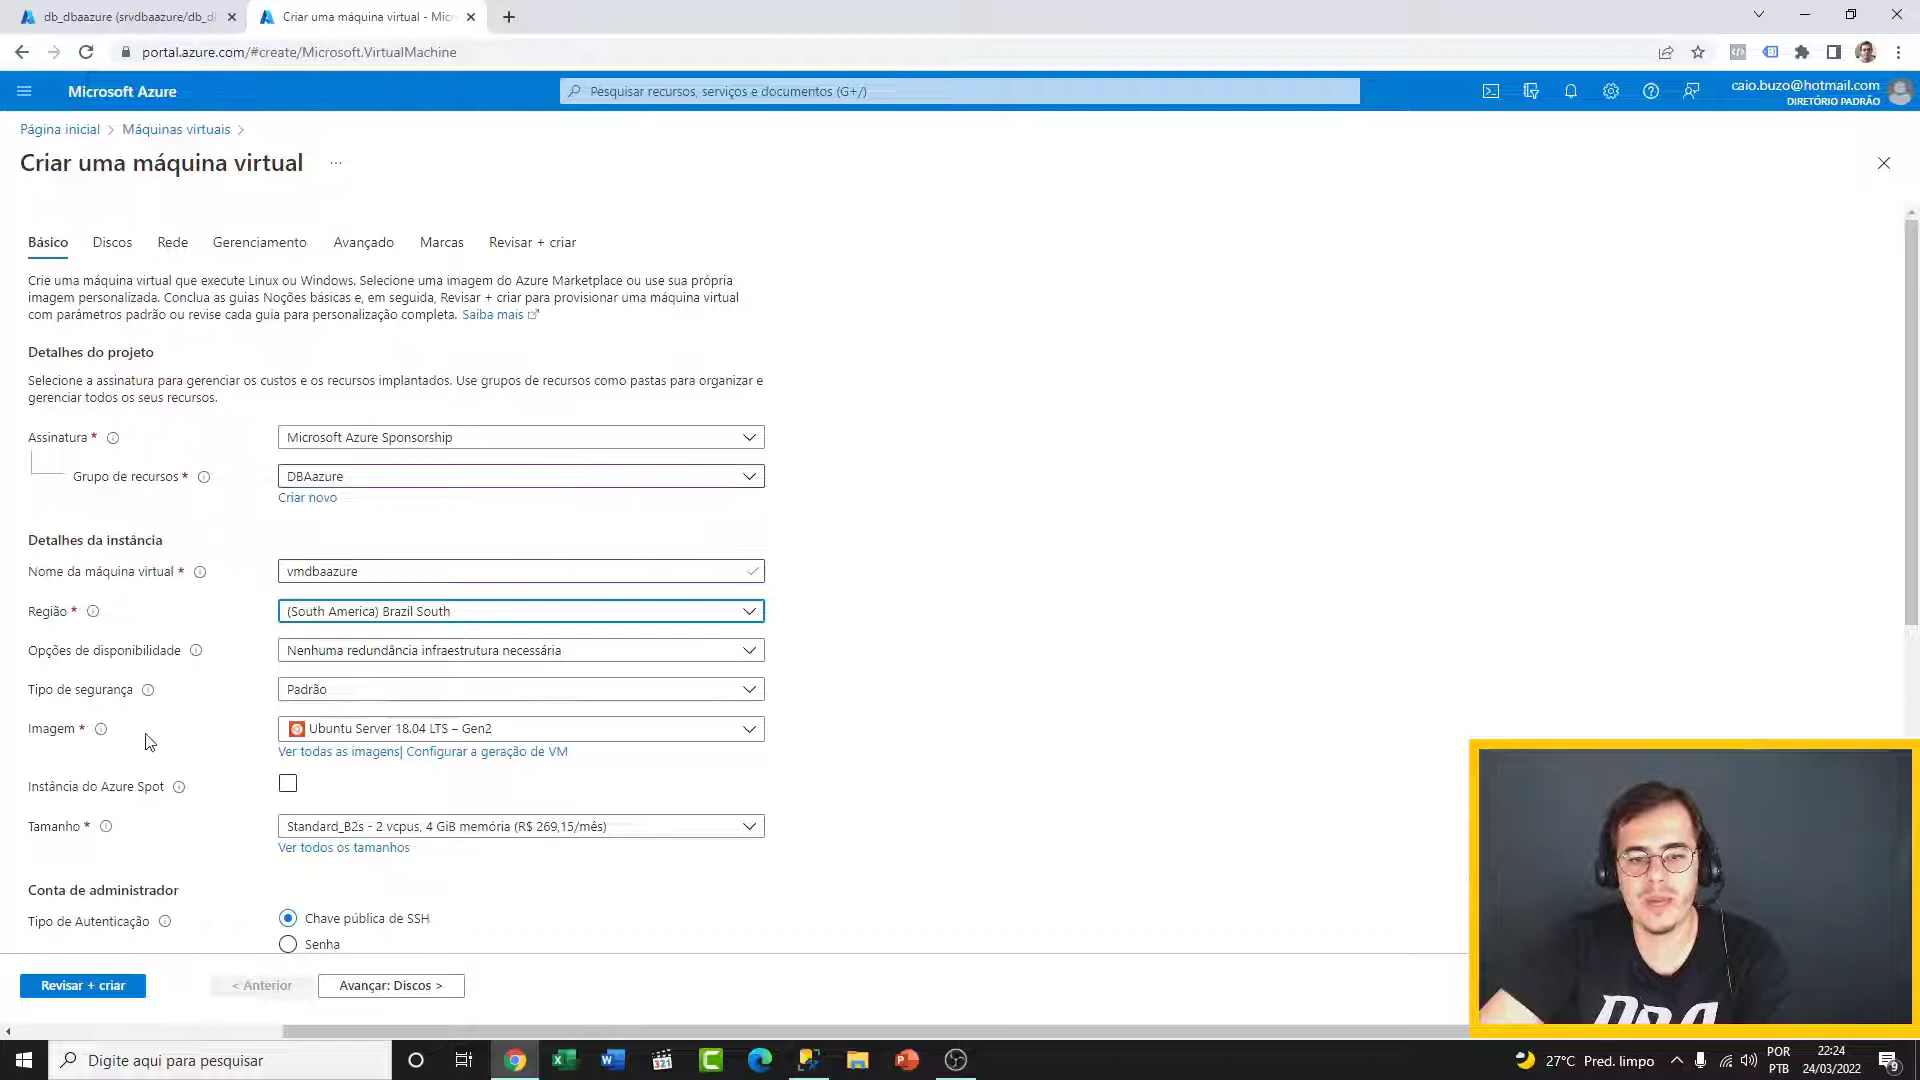 db_dbaazure (srvdbaazure/db_d
Criar uma máquina virtual - Micr
portal.azure.com/#create/Microsoft.VirtualMachine
Microsoft Azure
Pesquisar recursos, serviços e documentos (G+/)
caio.buzo@hotmail.com
DIRETÓRIO PADRÃO
Página inicial > Máquinas virtuais >
Criar uma máquina virtual ...
Básico Discos Rede Gerenciamento Avançado Marcas Revisar + criar
Crie uma máquina virtual que execute Linux ou Windows. Selecione uma imagem do Azure Marketplace ou use sua própria
imagem personalizada. Conclua as guias Noções básicas e, em seguida, Revisar + criar para provisionar uma máquina virtual
com parâmetros padrão ou revise cada guia para personalização completa. Saiba mais
Detalhes do projeto
Selecione a assinatura para gerenciar os custos e os recursos implantados. Use grupos de recursos como pastas para organizar e
gerenciar todos os seus recursos.
Assinatura * Microsoft Azure Sponsorship
Grupo de recursos * DBAazure
Criar novo
Detalhes da instância
Nome da máquina virtual * vmdbaazure
Região * (South America) Brazil South
Opções de disponibilidade Nenhuma redundância infraestrutura necessária
Tipo de segurança Padrão
Imagem * Ubuntu Server 18.04 LTS – Gen2
Ver todas as imagens| Configurar a geração de VM
Instância do Azure Spot
Tamanho * Standard_B2s - 2 vcpus, 4 GiB memória (R$ 269,15/mês)
Ver todos os tamanhos
Conta de administrador
Tipo de Autenticação Chave pública de SSH
Senha
Revisar + criar < Anterior Avançar: Discos >
Digite aqui para pesquisar
321
27°C Pred. limpo
POR
PTB
22:24
24/03/2022
9